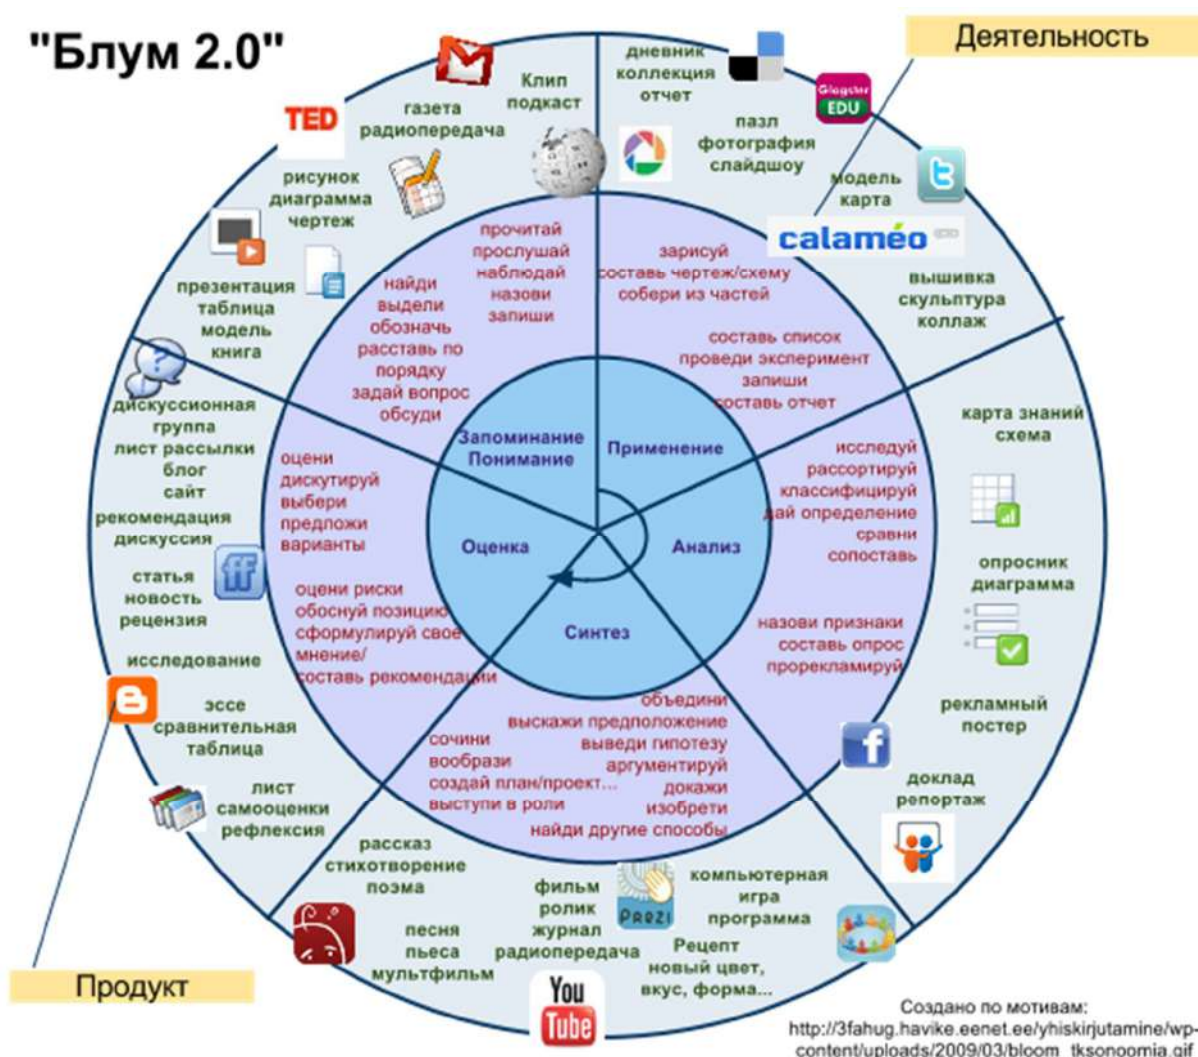 "Блум 2.0"
Деятельность
TED
газета
радиопередача
Клип
подкаст
рисунок
диаграмма
чертеж
презентация
таблица
модель
книга
дневник
коллекция
отчет
Glogster
EDU
пазл
фотография
слайдшоу
модель
карта
calaméo
вышивка
скульптура
коллаж
прочитай
прослушай
наблюдай
назови
запиши
найди
выдели
обозначь
расставь по
порядку
задай вопрос
обсуди
зарисуй
составь чертеж/схему
собери из частей
составь список
проведи эксперимент
запиши
составь отчет
Запоминание
Понимание
Применение
Анализ
Синтез
Оценка
исследуй
рассортируй
классифицируй
дай определение
сравни
сопоставь
назови признаки
составь опрос
прорекламируй
карта знаний
схема
опросник
диаграмма
рекламный
постер
доклад
репортаж
объедини
выскажи предположение
выведи гипотезу
аргументируй
докажи
изобрети
найди другие способы
сочини
вообрази
создай план/проект...
выступи в роли
рассказ
стихотворение
поэма
песня
пьеса
мультфильм
фильм
ролик
журнал
радиопередача
PREZI
компьютерная
игра
программа
Рецепт
новый цвет,
вкус, форма...
You
Tube
оцени
дискутируй
выбери
предложи
варианты
оцени риски
обоснуй позицию
сформулируй свое
мнение/
составь рекомендации
дискуссионная
группа
лист рассылки
блог
сайт
рекомендация
дискуссия
статья
новость
рецензия
ff
исследование
эссе
сравнительная
таблица
лист
самооценки
рефлексия
Продукт
Создано по мотивам:
http://3fahug.havike.eenet.ee/yhiskirjutamine/wp-
content/uploads/2009/03/bloom_tksonoomia.gif